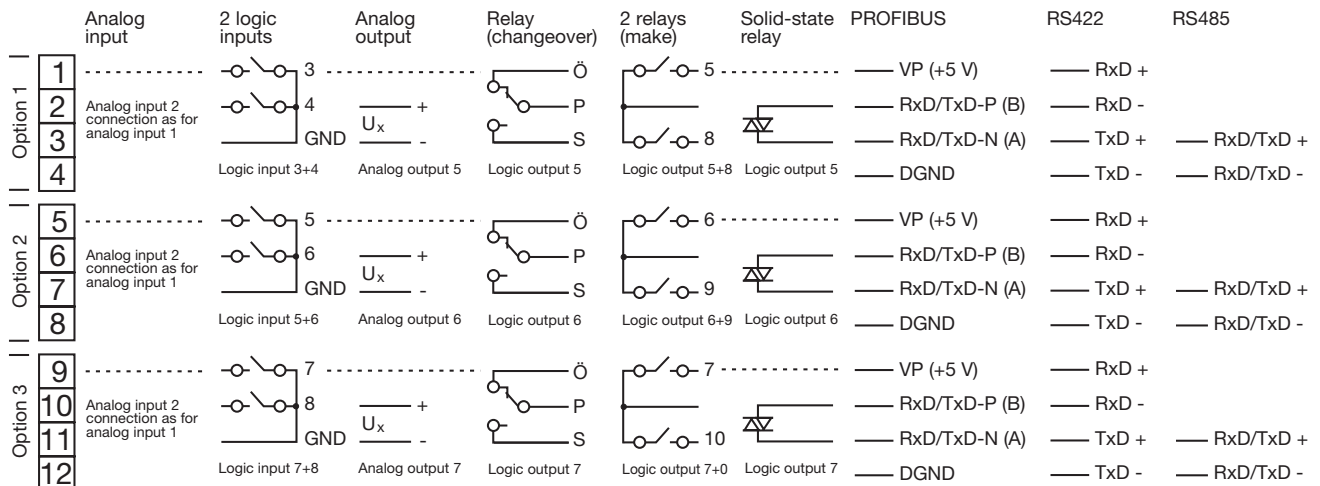 Analog input 2 logic inputs Analog output Relay (changeover) 2 relays (make) Solid-state relay PROFIBUS RS422 RS485
Option 1
1 3 Ö 5 VP (+5 V) RxD +
2 Analog input 2 connection as for analog input 1 4 + P RxD/TxD-P (B) RxD -
Ux
3 GND - S 8 RxD/TxD-N (A) TxD + RxD/TxD +
4 Logic input 3+4 Analog output 5 Logic output 5 Logic output 5+8 Logic output 5 DGND TxD - RxD/TxD -
Option 2
5 5 Ö 6 VP (+5 V) RxD +
6 Analog input 2 connection as for analog input 1 6 + P RxD/TxD-P (B) RxD -
Ux
7 GND - S 9 RxD/TxD-N (A) TxD + RxD/TxD +
8 Logic input 5+6 Analog output 6 Logic output 6 Logic output 6+9 Logic output 6 DGND TxD - RxD/TxD -
Option 3
9 7 Ö 7 VP (+5 V) RxD +
10 Analog input 2 connection as for analog input 1 8 + P RxD/TxD-P (B) RxD -
Ux
11 GND - S 10 RxD/TxD-N (A) TxD + RxD/TxD +
12 Logic input 7+8 Analog output 7 Logic output 7 Logic output 7+0 Logic output 7 DGND TxD - RxD/TxD -